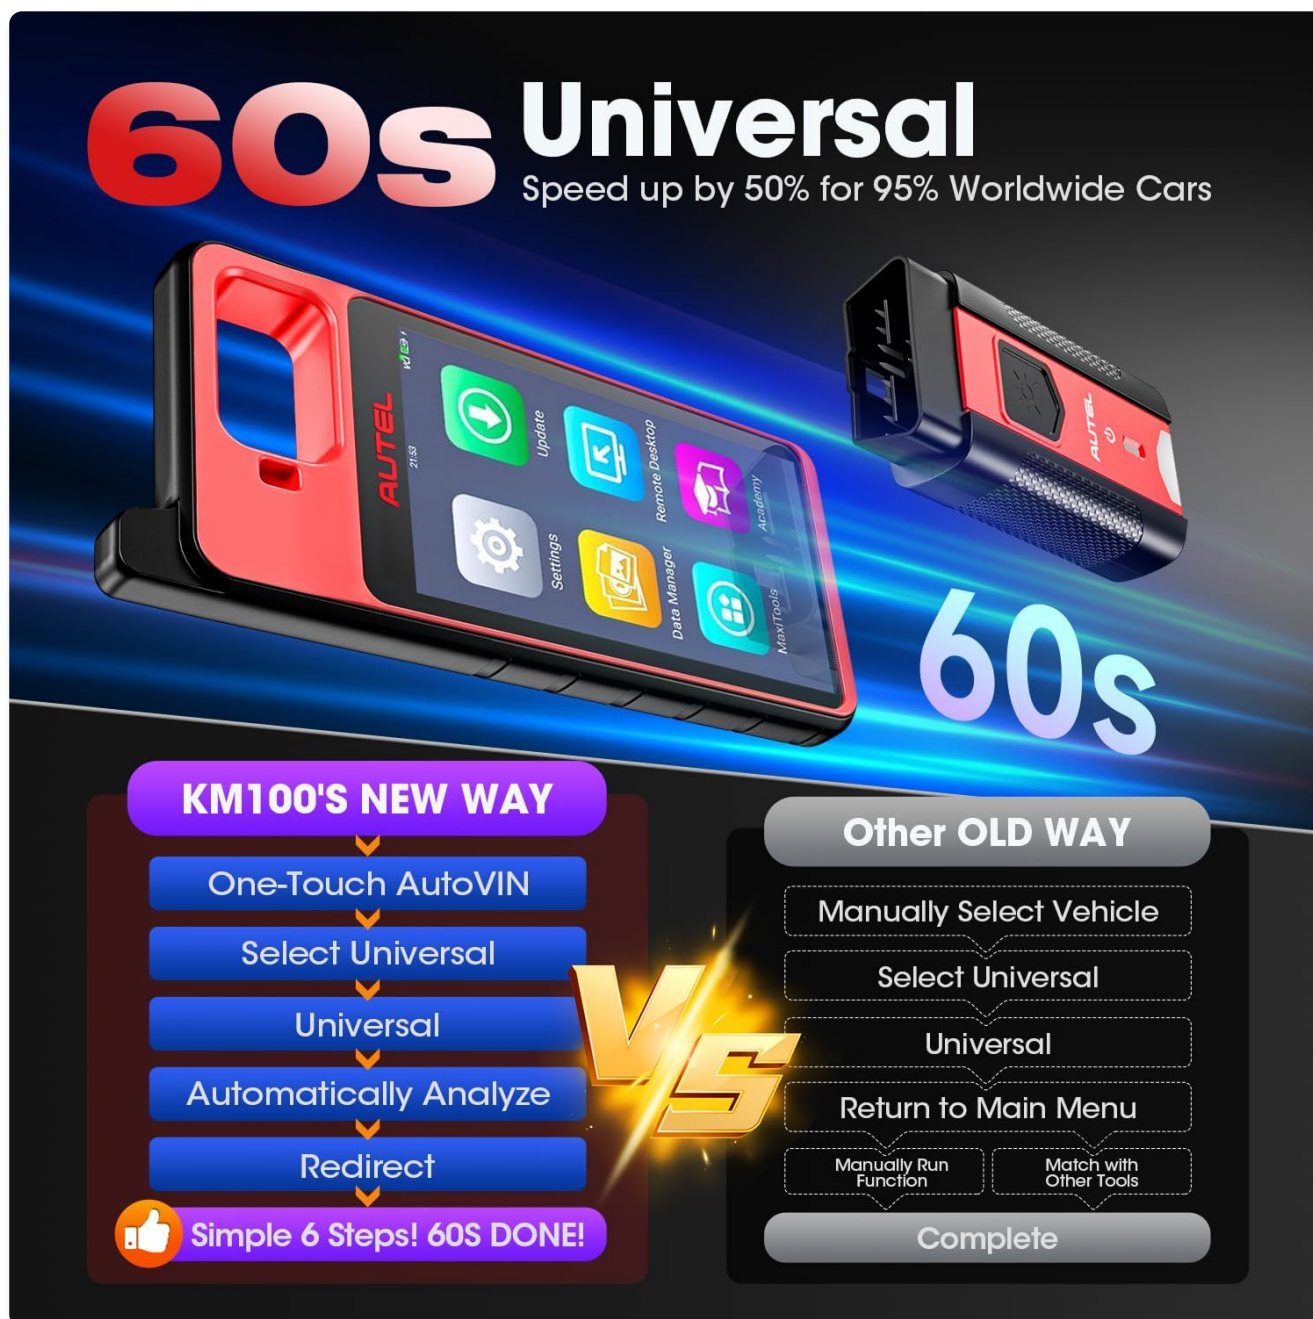 60s Universal
Speed up by 50% for 95% Worldwide Cars
AUTEL
21:53
VCI
Update
Remote Desktop
Academy
Settings
Data Manager
MaxiTools
AUTEL
60s
KM100'S NEW WAY
One-Touch AutoVIN
Select Universal
Universal
Automatically Analyze
Redirect
Simple 6 Steps! 60S DONE!
VS
Other OLD WAY
Manually Select Vehicle
Select Universal
Universal
Return to Main Menu
Manually Run
Function
Match with
Other Tools
Complete